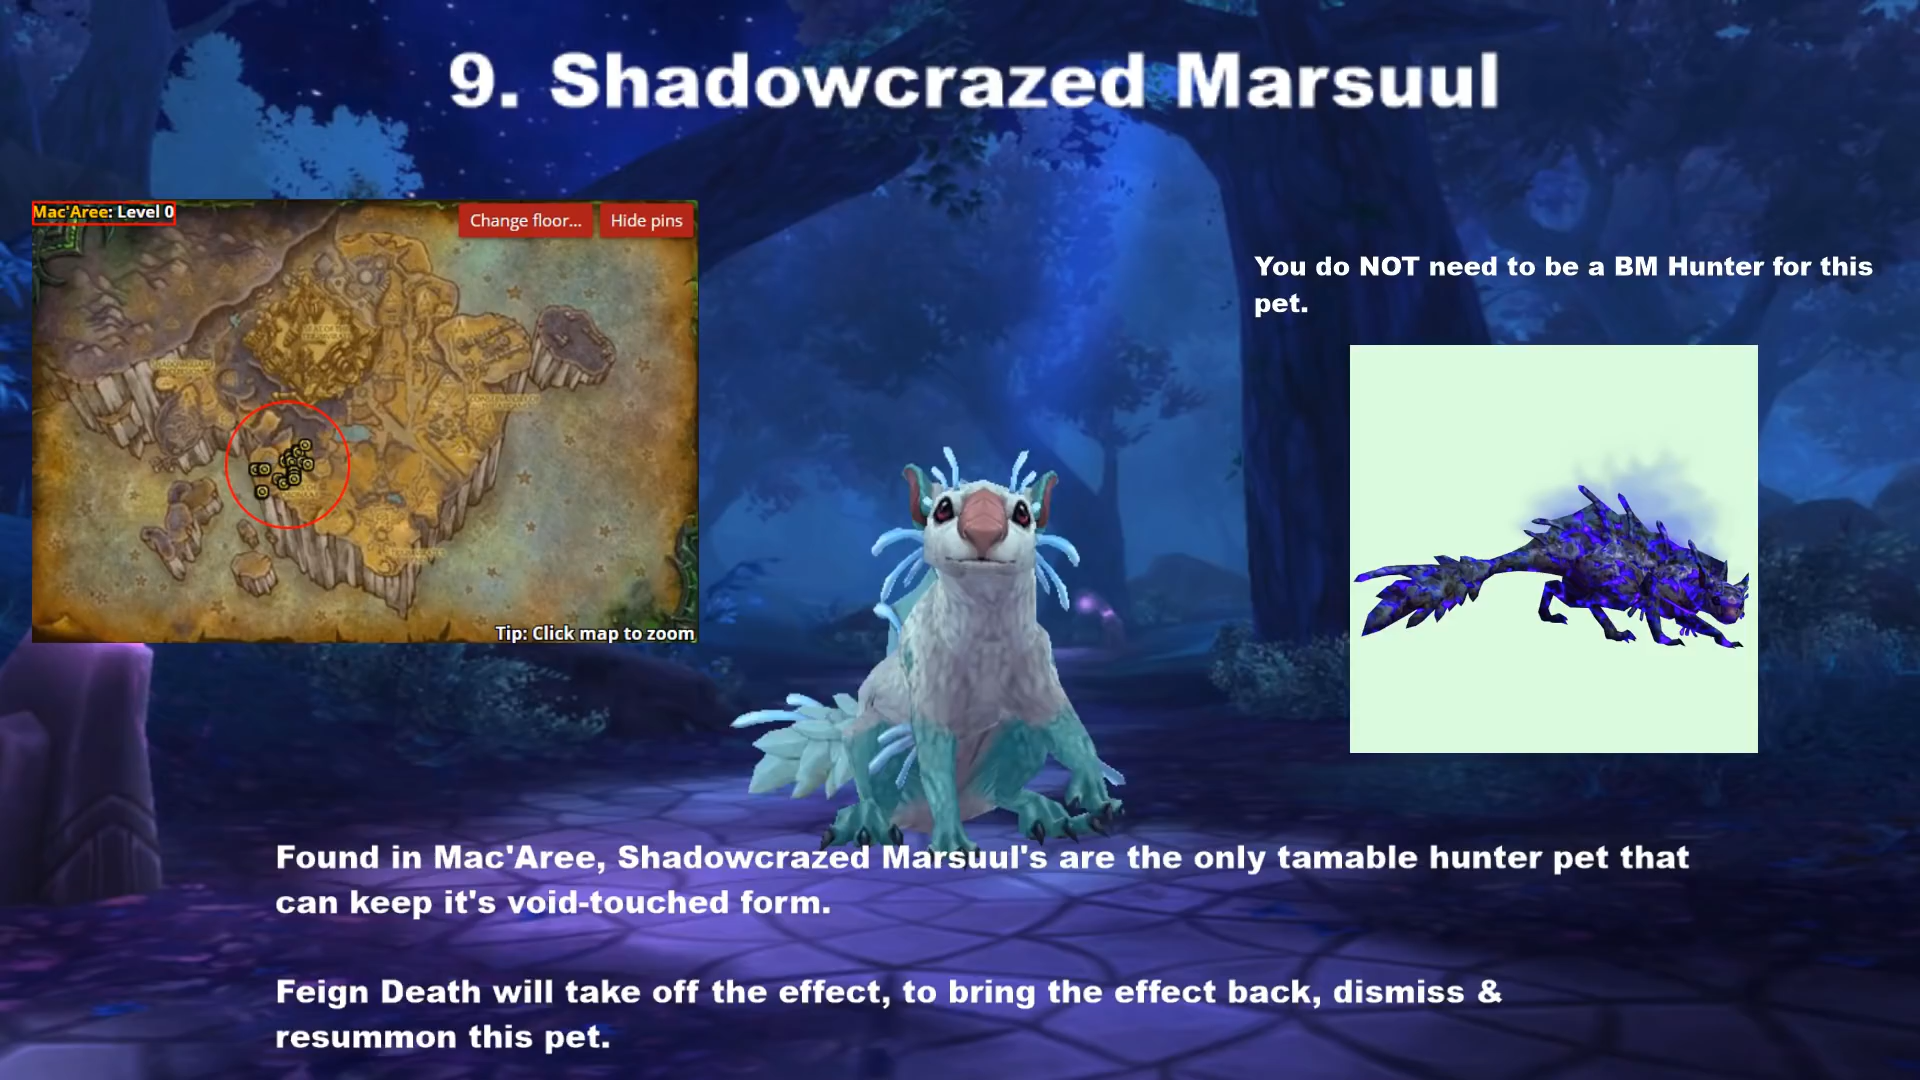 9. Shadowcrazed Marsuul
Mac'Aree: Level 0
Change floor...
Hide pins
Tip: Click map to zoom
You do NOT need to be a BM Hunter for this
pet.
Found in Mac'Aree, Shadowcrazed Marsuul's are the only tamable hunter pet that
can keep it's void-touched form.
Feign Death will take off the effect, to bring the effect back, dismiss &
resummon this pet.